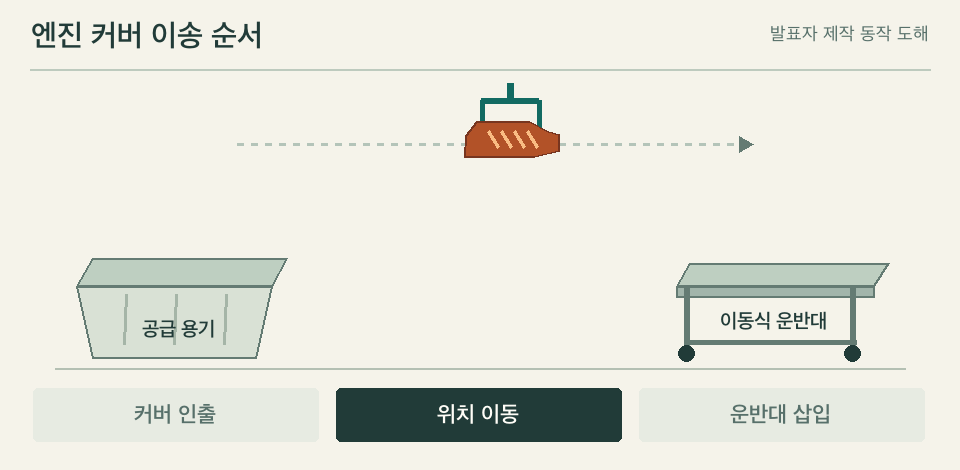 엔진 커버 이송 순서
발표자 제작 동작 도해
공급 용기
이동식 운반대
커버 인출
위치 이동
운반대 삽입